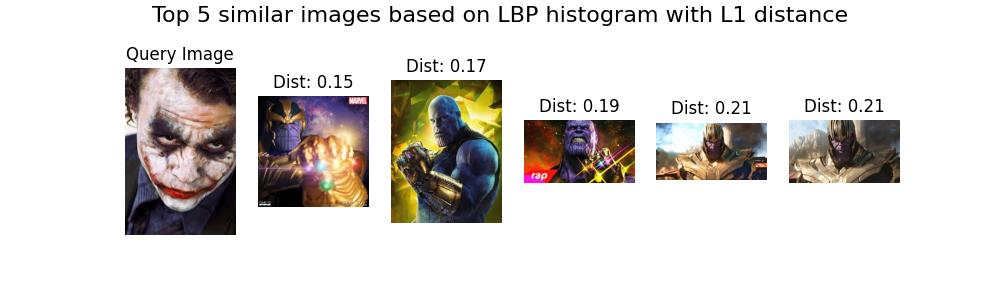 Top 5 similar images based on LBP histogram with L1 distance
Query Image
Dist: 0.15
Dist: 0.17
Dist: 0.19
Dist: 0.21
Dist: 0.21
MARVEL
rap